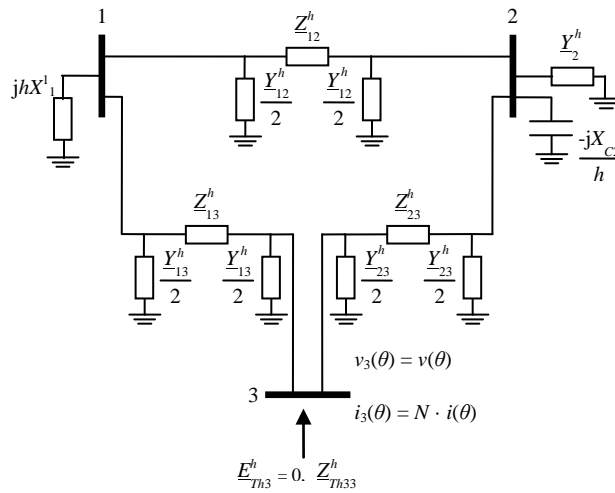 1
2
Z^h_12
Y^h_2
jhX^1_1
Y^h_12
2
Y^h_12
2
-jX_C2
h
Z^h_13
Z^h_23
Y^h_13
2
Y^h_13
2
Y^h_23
2
Y^h_23
2
v_3(θ) = v(θ)
3
i_3(θ) = N · i(θ)
E^h_Th3 = 0, Z^h_Th33